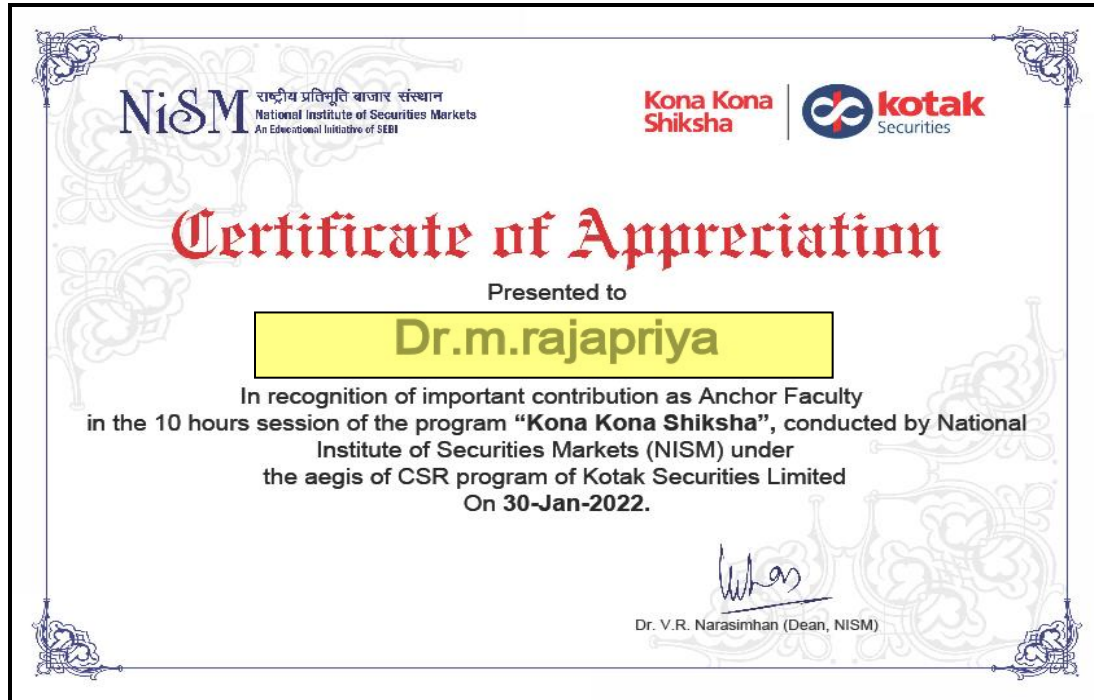 NiSM
राष्ट्रीय प्रतिभूति बाजार संस्थान
National Institute of Securities Markets
An Educational Initiative of SEBI
Kona Kona
Shiksha
kotak
Securities
Certificate of Appreciation
Presented to
Dr.m.rajapriya
In recognition of important contribution as Anchor Faculty
in the 10 hours session of the program “Kona Kona Shiksha”, conducted by National
Institute of Securities Markets (NISM) under
the aegis of CSR program of Kotak Securities Limited
On 30-Jan-2022.
Dr. V.R. Narasimhan (Dean, NISM)